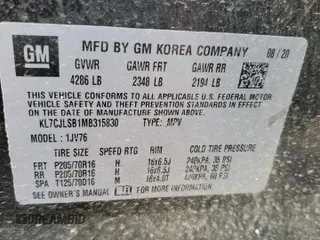 GM MFD BY GM KOREA COMPANY 08 / 20
GVWR GAWR FRT GAWR RR
4286 LB 2348 LB 2194 LB
THIS VEHICLE CONFORMS TO ALL APPLICABLE U.S. FEDERAL MOTOR
VEHICLE SAFETY AND THEFT PREVENTION STANDARDS IN
EFFECT ON THE DATE OF MANUFACTURE SHOWN ABOVE.
KL7CJLSB1MB315830 TYPE: MPV
MODEL: 1JV76
TIRE SIZE SPEED RTG RIM COLD TIRE PRESSURE
FRT P205/70R16 H 16x6.5J 240KPA, 35 PSI
RR P205/70R16 H 16x6.5J 240KPA, 35 PSI
SPA T125/70D16 M 16x4.0T 420KPA, 60 PSI
SEE OWNER'S MANUAL FOR MORE INFORMATION.